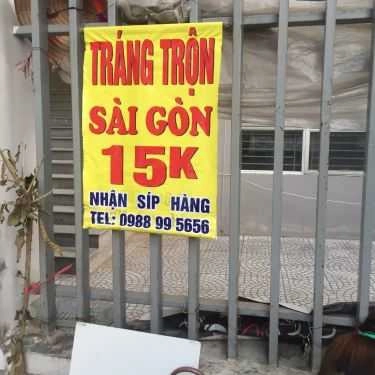 TRÁNG TRỘN
SÀI GÒN
15K
NHẬN SÍP HÀNG
TEL: 0988 99 5656